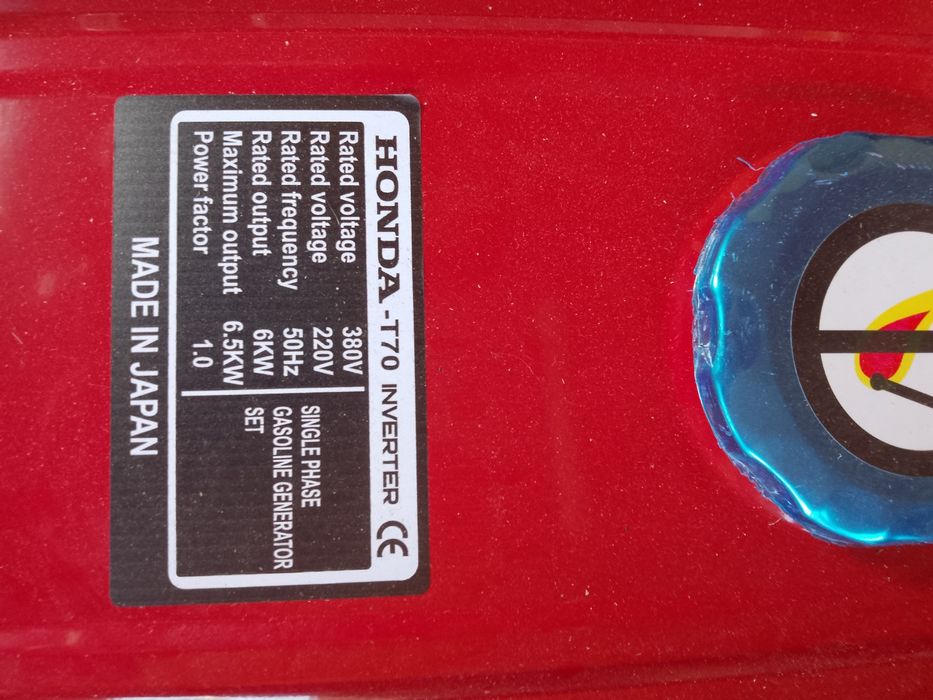 HONDA -T70 INVERTER CE
Rated voltage 380V
Rated voltage 220V
Rated frequency 50Hz
Rated output 6KW
Maximum output 6.5KW
Power factor 1.0
SINGLE PHASE
GASOLINE GENERATOR
SET
MADE IN JAPAN